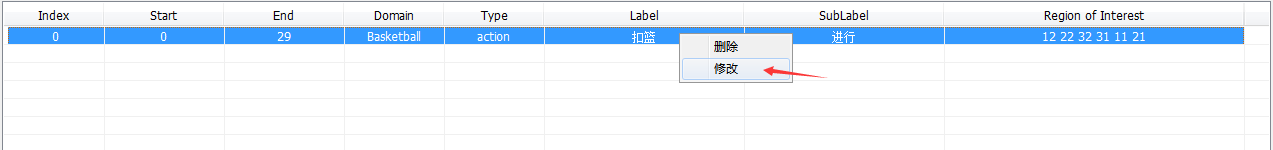 Index Start End Domain Type Label SubLabel Region of Interest
0 0 29 Basketball action 扣篮 进行 12 22 32 31 11 21
删除
修改